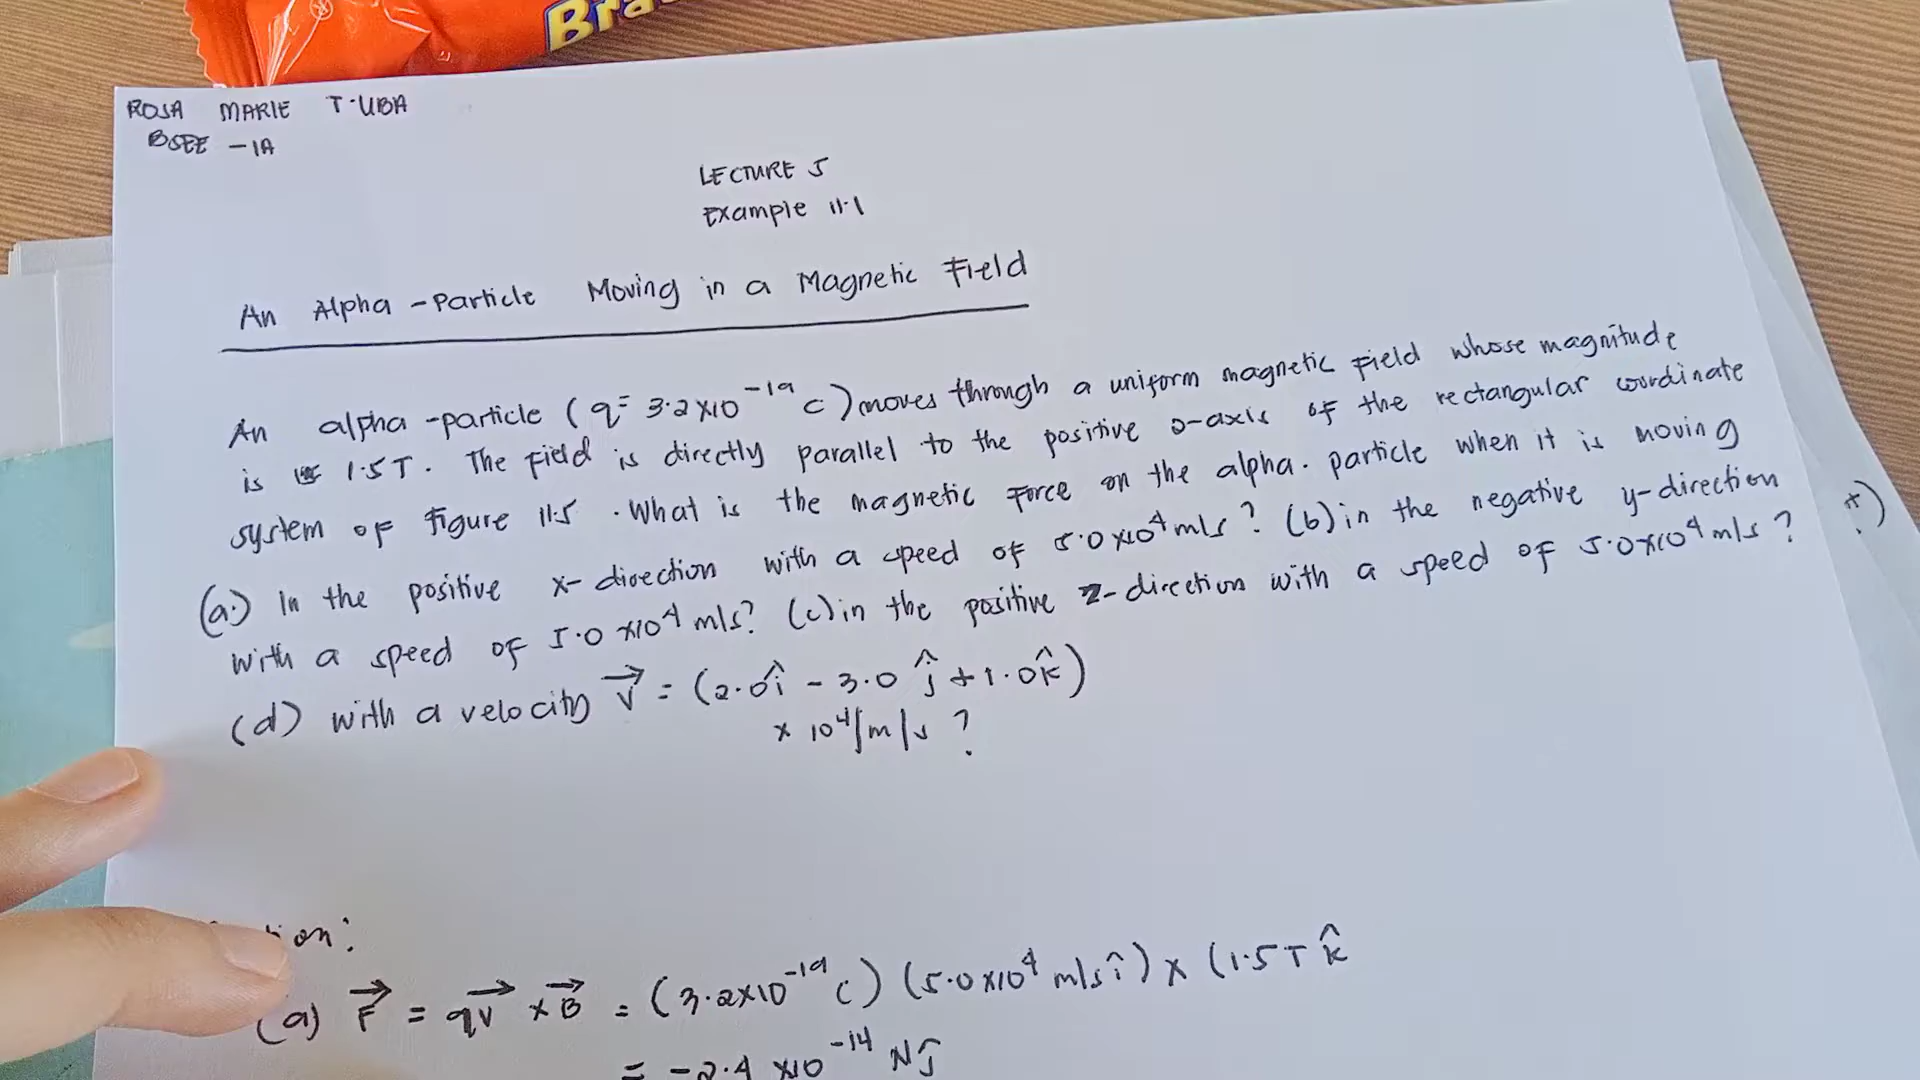 Bra
ROSA MARIE T. UBA
BSEE - 1A
LECTURE 5
Example 11.1
An Alpha-Particle Moving in a Magnetic Field
An alpha-particle (q = 3.2x10^-19 C) moves through a uniform magnetic field whose magnitude
is 1.5 T. The field is directly parallel to the positive z-axis of the rectangular coordinate
system of Figure 11.5. What is the magnetic Force on the alpha-particle when it is moving
(a.) in the positive x-direction with a speed of 5.0x10^4 m/s? (b) in the negative y-direction
with a speed of 5.0 x10^4 m/s? (c) in the positive z-direction with a speed of 5.0x10^4 m/s?
(d) with a velocity v⃗ = (2.0î - 3.0ĵ + 1.0k̂)
x 10^4 m/s ?
ion:
(a) F⃗ = qv⃗ x B⃗ = (3.2x10^-19 C) (5.0x10^4 m/s î) x (1.5 T k̂
= -2.4 x10^-14 N ĵ